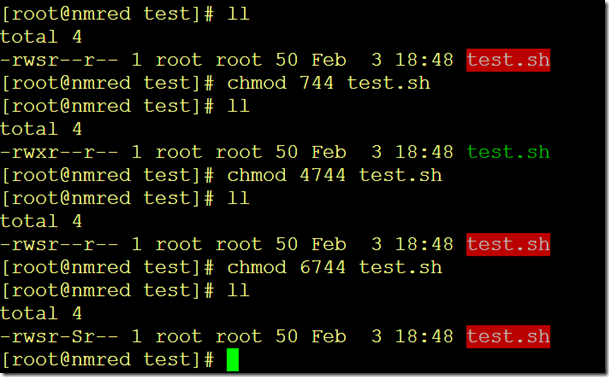 [root@nmred test]# ll
total 4
-rwsr--r-- 1 root root 50 Feb  3 18:48 test.sh
[root@nmred test]# chmod 744 test.sh
[root@nmred test]# ll
total 4
-rwxr--r-- 1 root root 50 Feb  3 18:48 test.sh
[root@nmred test]# chmod 4744 test.sh
[root@nmred test]# ll
total 4
-rwsr--r-- 1 root root 50 Feb  3 18:48 test.sh
[root@nmred test]# chmod 6744 test.sh
[root@nmred test]# ll
total 4
-rwsr-Sr-- 1 root root 50 Feb  3 18:48 test.sh
[root@nmred test]#